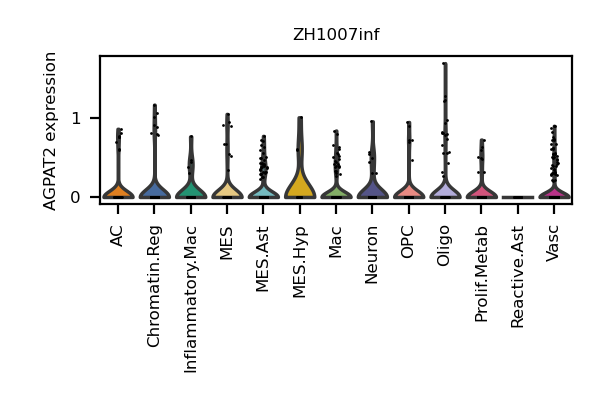 ZH1007inf
AGPAT2 expression
1
0
AC
Chromatin.Reg
Inflammatory.Mac
MES
MES.Ast
MES.Hyp
Mac
Neuron
OPC
Oligo
Prolif.Metab
Reactive.Ast
Vasc